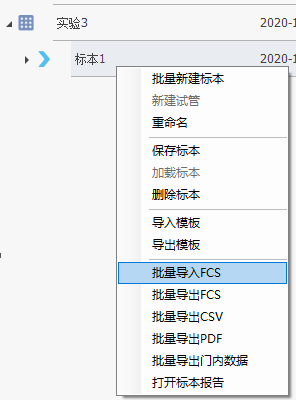 实验3 2020-1
标本1 2020-1
批量新建标本
新建试管
重命名
保存标本
加载标本
删除标本
导入模板
导出模板
批量导入FCS
批量导出FCS
批量导出CSV
批量导出PDF
批量导出门内数据
打开标本报告